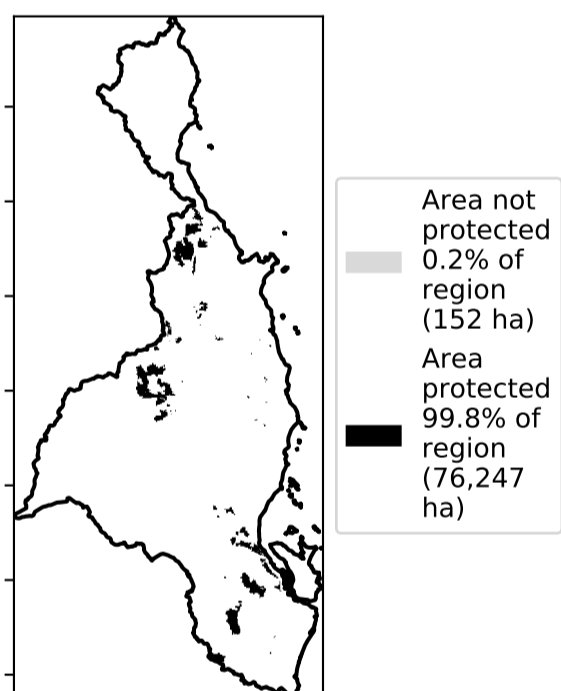 Area not
protected
0.2% of
region
(152 ha)
Area
protected
99.8% of
region
(76,247
ha)